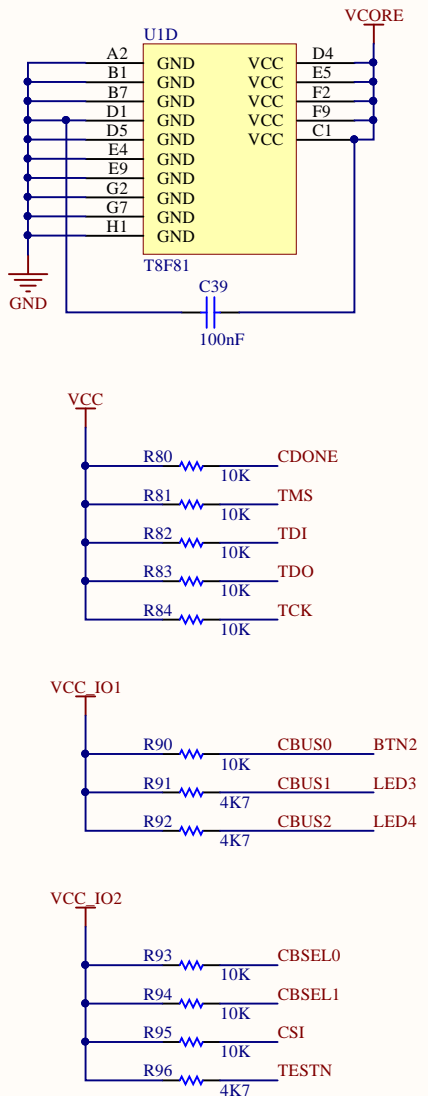 VCORE
U1D
A2 GND VCC D4
B1 GND VCC E5
B7 GND VCC F2
D1 GND VCC F9
D5 GND VCC C1
E4 GND
E9 GND
G2 GND
G7 GND
H1 GND
T8F81
GND
C39
100nF
VCC
R80 10K CDONE
R81 10K TMS
R82 10K TDI
R83 10K TDO
R84 10K TCK
VCC_IO1
R90 10K CBUS0 BTN2
R91 4K7 CBUS1 LED3
R92 4K7 CBUS2 LED4
VCC_IO2
R93 10K CBSEL0
R94 10K CBSEL1
R95 10K CSI
R96 4K7 TESTN